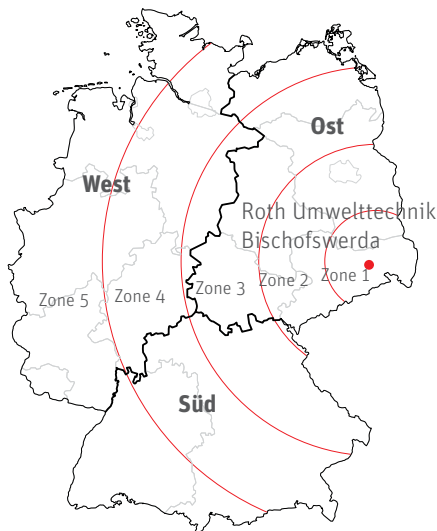 Ost
West
Roth Umwelttechnik
Bischofswerda
Zone 5
Zone 4
Zone 3
Zone 2
Zone 1
Süd